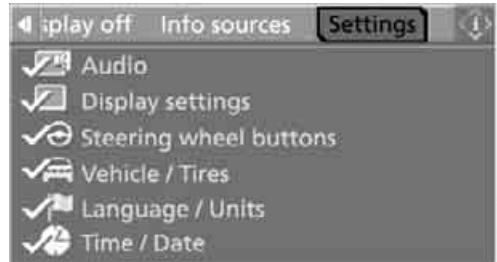 splay off Info sources Settings i
Audio
Display settings
Steering wheel buttons
Vehicle / Tires
Language / Units
Time / Date